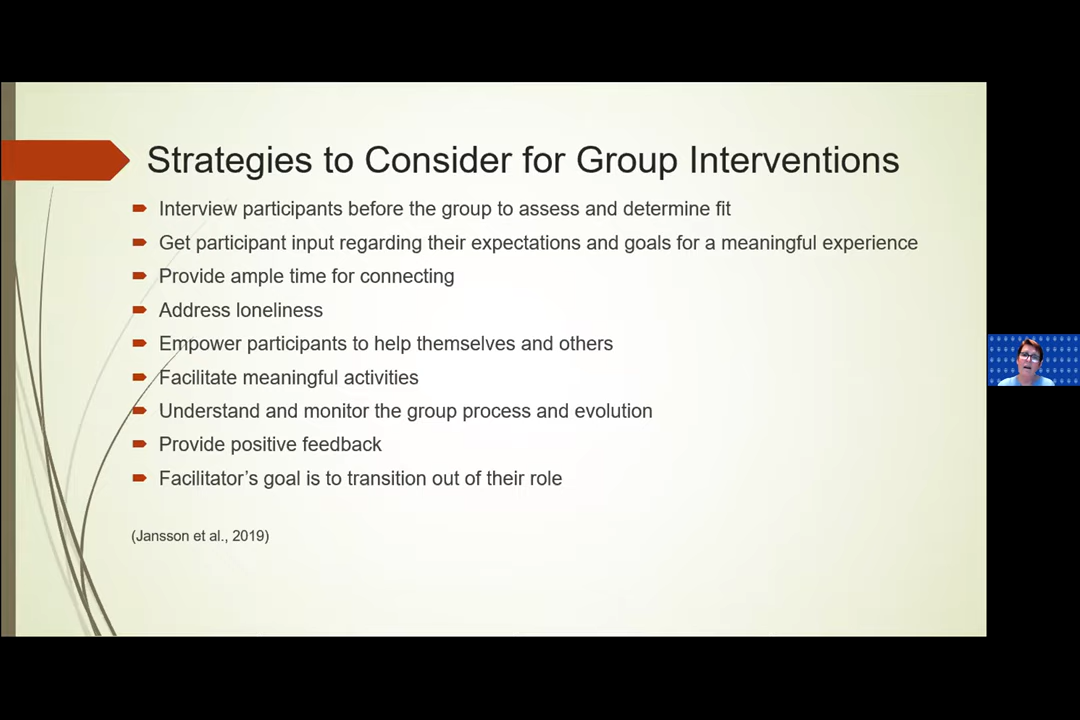 Strategies to Consider for Group Interventions
Interview participants before the group to assess and determine fit
Get participant input regarding their expectations and goals for a meaningful experience
Provide ample time for connecting
Address loneliness
Empower participants to help themselves and others
Facilitate meaningful activities
Understand and monitor the group process and evolution
Provide positive feedback
Facilitator’s goal is to transition out of their role
(Jansson et al., 2019)